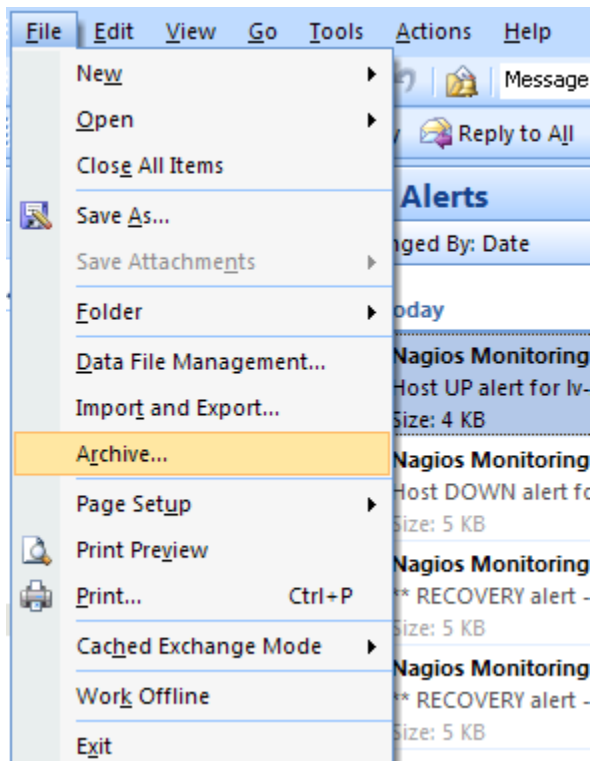 File Edit View Go Tools Actions Help
New
Message
Open
Reply to All
Close All Items
Alerts
Save As...
nged By: Date
Save Attachments
oday
Folder
Nagios Monitoring
Data File Management...
Host UP alert for lv-
Import and Export...
Size: 4 KB
Archive...
Nagios Monitoring
Host DOWN alert fo
Page Setup
Size: 5 KB
Print Preview
Nagios Monitoring
Print... Ctrl+P
** RECOVERY alert -
Size: 5 KB
Cached Exchange Mode
Nagios Monitoring
Work Offline
** RECOVERY alert -
Size: 5 KB
Exit